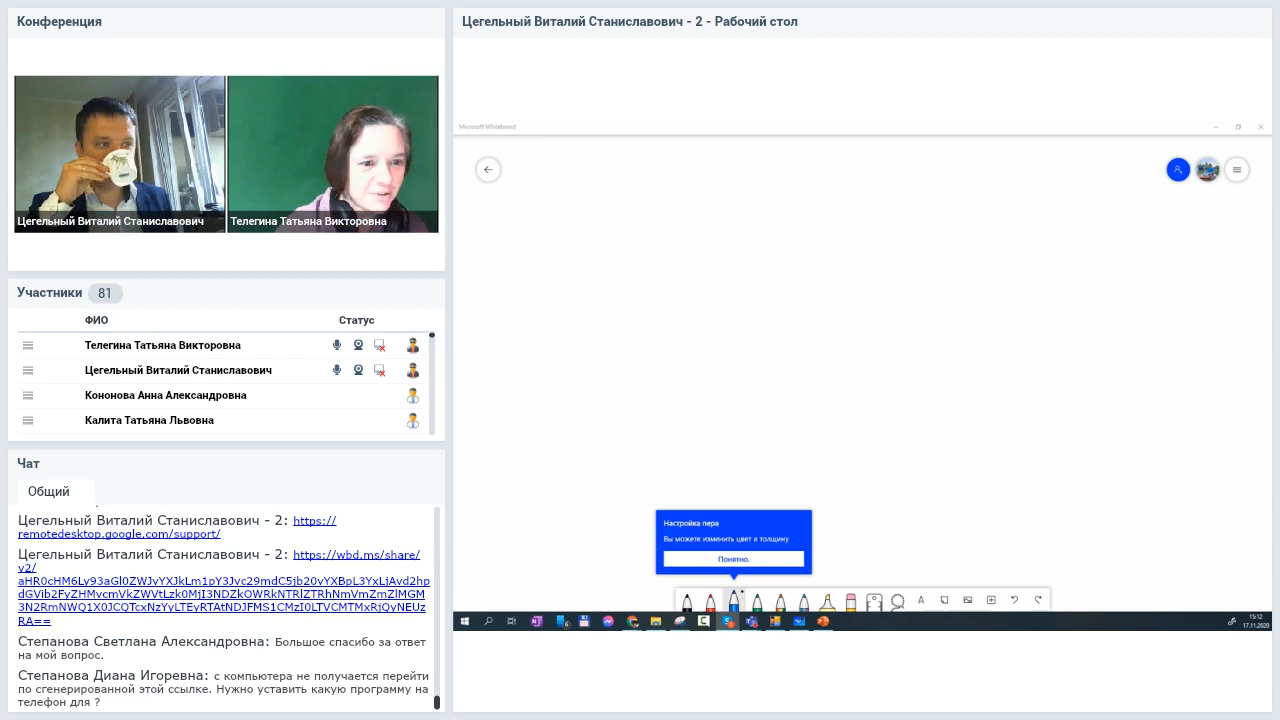 Конференция
Цегельный Виталий Станиславович
Телегина Татьяна Викторовна
Участники 81
ФИО Статус
Телегина Татьяна Викторовна
Цегельный Виталий Станиславович
Кононова Анна Александровна
Калита Татьяна Львовна
Чат
Общий
Цегельный Виталий Станиславович - 2: https://
remotedesktop.google.com/support/
Цегельный Виталий Станиславович - 2: https://wbd.ms/share/
v2/
aHR0cHM6Ly93aGl0ZWJvYXJkLm1pY3Jvc29mdC5jb20vYXBpL3YxLjAvd2hp
dGVib2FyZHMvcmVkZWVtLzk0MjI3NDZkOWRkNTRlZTRhNmVmZmZlMGM
3N2RmNWQ1X0JCQTcxNzYyLTEyRTAtNDJFMS1CMzI0LTVCMTMxRjQyNEUz
RA==
Степанова Светлана Александровна: Большое спасибо за ответ
на мой вопрос.
Степанова Диана Игоревна: с компьютера не получается перейти
по сгенерированной этой ссылке. Нужно уставить какую программу на
телефон для ?
Цегельный Виталий Станиславович - 2 - Рабочий стол
Microsoft Whiteboard
Настройка пера
Вы можете изменить цвет и толщину
Понятно.
15:12
17.11.2020